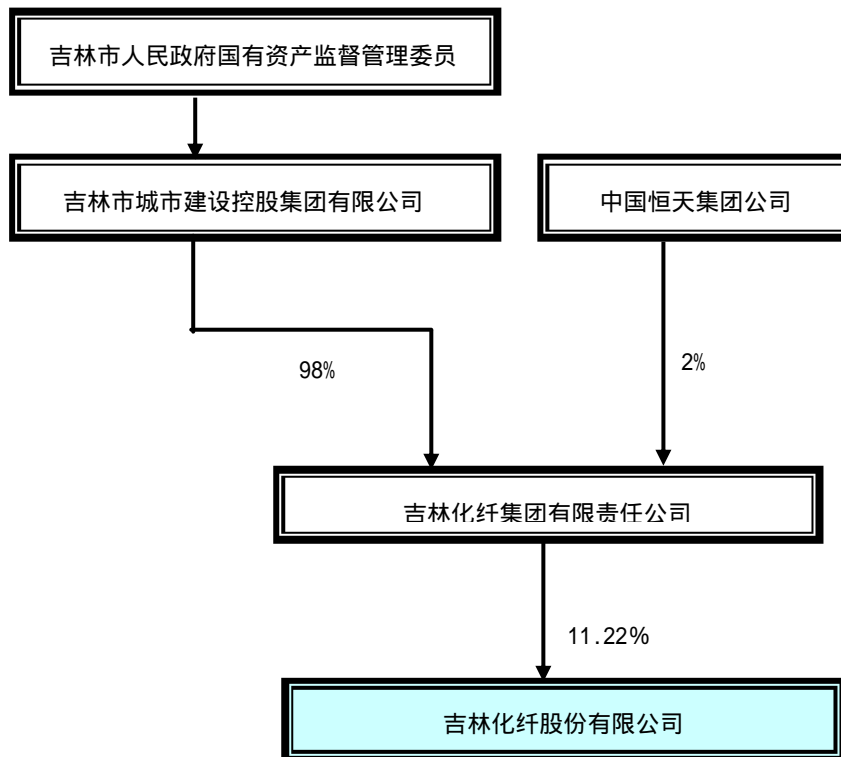 吉林市人民政府国有资产监督管理委员
吉林市城市建设控股集团有限公司
中国恒天集团公司
98%
2%
吉林化纤集团有限责任公司
11.22%
吉林化纤股份有限公司